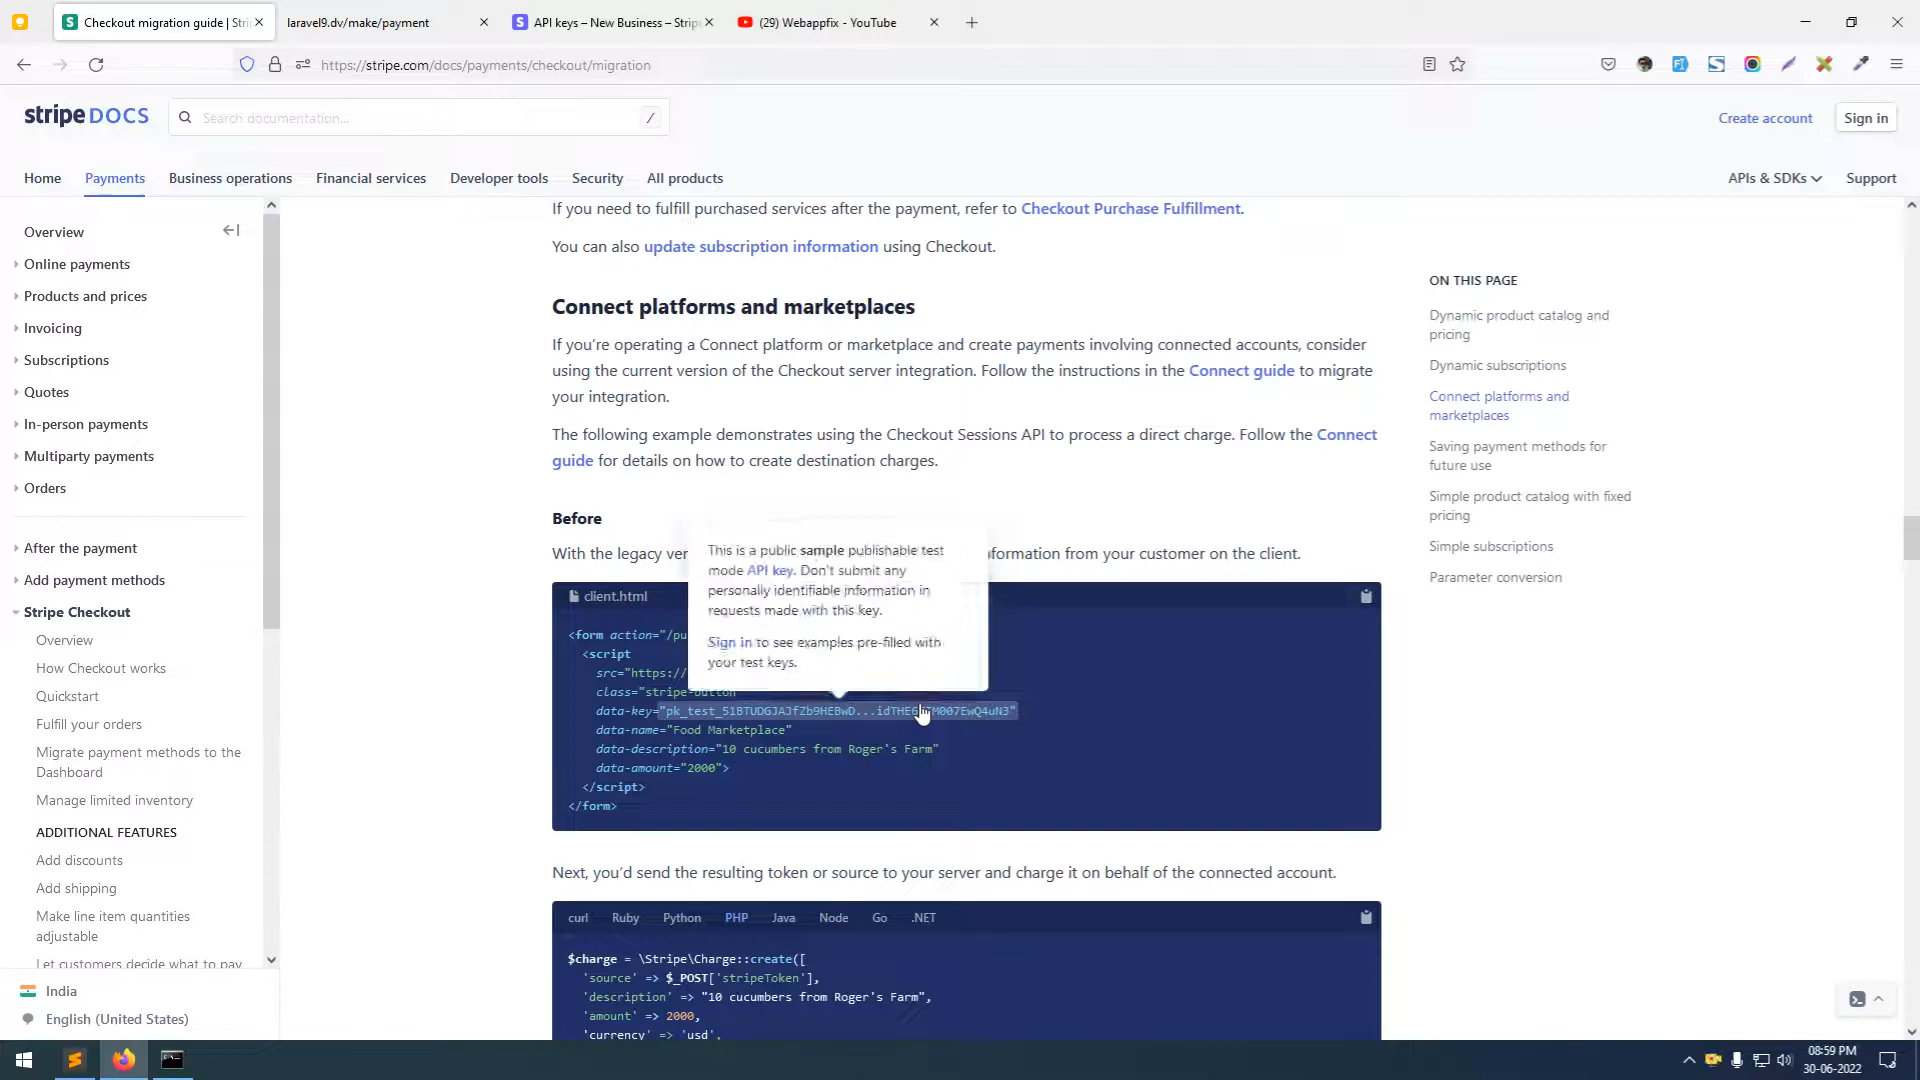 Checkout migration guide | Stri
laravel9.dv/make/payment
API keys – New Business – Strip
(29) Webappfix - YouTube
https://stripe.com/docs/payments/checkout/migration
stripe DOCS
Search documentation...
/
Create account
Sign in
Home
Payments
Business operations
Financial services
Developer tools
Security
All products
APIs & SDKs
Support
Overview
Online payments
Products and prices
Invoicing
Subscriptions
Quotes
In-person payments
Multiparty payments
Orders
After the payment
Add payment methods
Stripe Checkout
Overview
How Checkout works
Quickstart
Fulfill your orders
Migrate payment methods to the
Dashboard
Manage limited inventory
ADDITIONAL FEATURES
Add discounts
Add shipping
Make line item quantities
adjustable
Let customers decide what to pay
India
English (United States)
If you need to fulfill purchased services after the payment, refer to Checkout Purchase Fulfillment.
You can also update subscription information using Checkout.
Connect platforms and marketplaces
If you're operating a Connect platform or marketplace and create payments involving connected accounts, consider
using the current version of the Checkout server integration. Follow the instructions in the Connect guide to migrate
your integration.
The following example demonstrates using the Checkout Sessions API to process a direct charge. Follow the Connect
guide for details on how to create destination charges.
Before
With the legacy ver
formation from your customer on the client.
This is a public sample publishable test
mode API key. Don't submit any
personally identifiable information in
requests made with this key.
Sign in to see examples pre-filled with
your test keys.
client.html
<form action="/pu
<script
src="https://
class="stripe-button"
data-key="pk_test_51BTUDGJAJfZb9HEBwD...
data-name="Food Marketplace"
data-description="10 cucumbers from Roger's Farm"
data-amount="2000">
</script>
</form>
Next, you'd send the resulting token or source to your server and charge it on behalf of the connected account.
curl Ruby Python PHP Java Node Go .NET
$charge = \Stripe\Charge::create([
'source' => $_POST['stripeToken'],
'description' => "10 cucumbers from Roger's Farm",
'amount' => 2000,
'currency' => 'usd',
ON THIS PAGE
Dynamic product catalog and
pricing
Dynamic subscriptions
Connect platforms and
marketplaces
Saving payment methods for
future use
Simple product catalog with fixed
pricing
Simple subscriptions
Parameter conversion
08:59 PM
30-06-2022